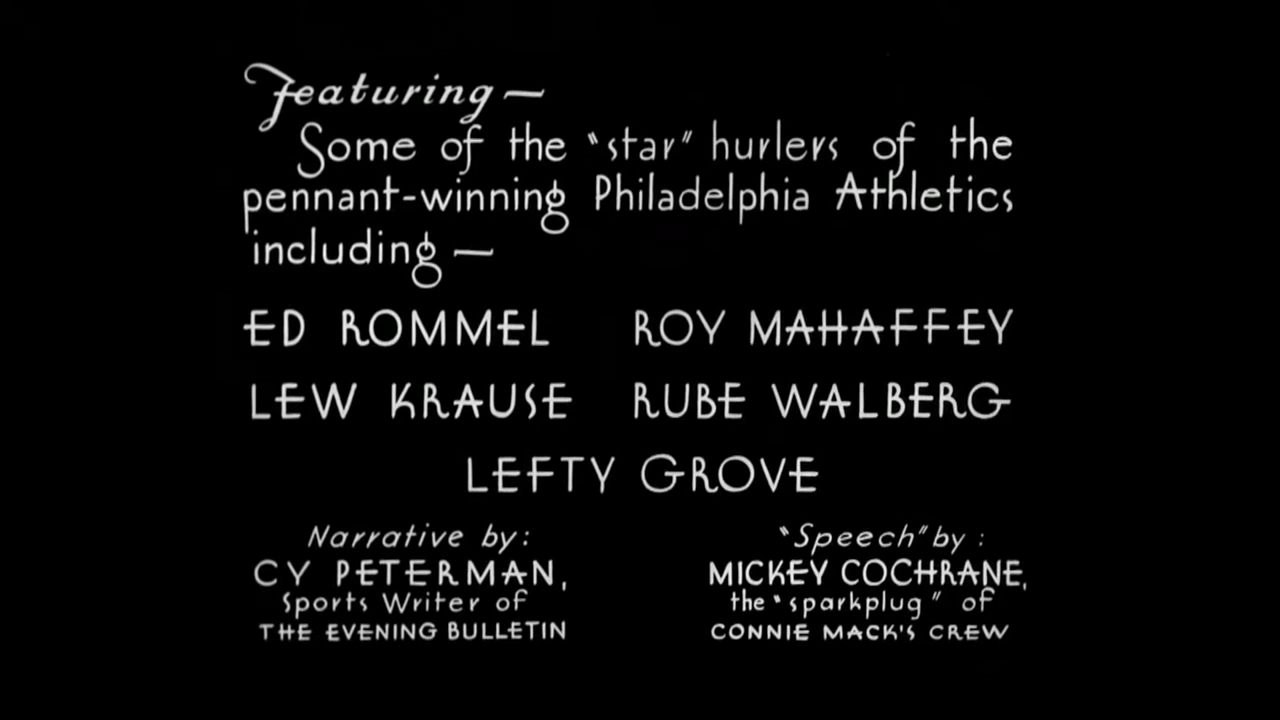 Featuring—
Some of the "star" hurlers of the
pennant-winning Philadelphia Athletics
including—
ED ROMMEL ROY MAHAFFEY
LEW KRAUSE RUBE WALBERG
LEFTY GROVE
Narrative by:
CY PETERMAN,
Sports Writer of
THE EVENING BULLETIN
"Speech" by:
MICKEY COCHRANE,
the "sparkplug" of
CONNIE MACK'S CREW